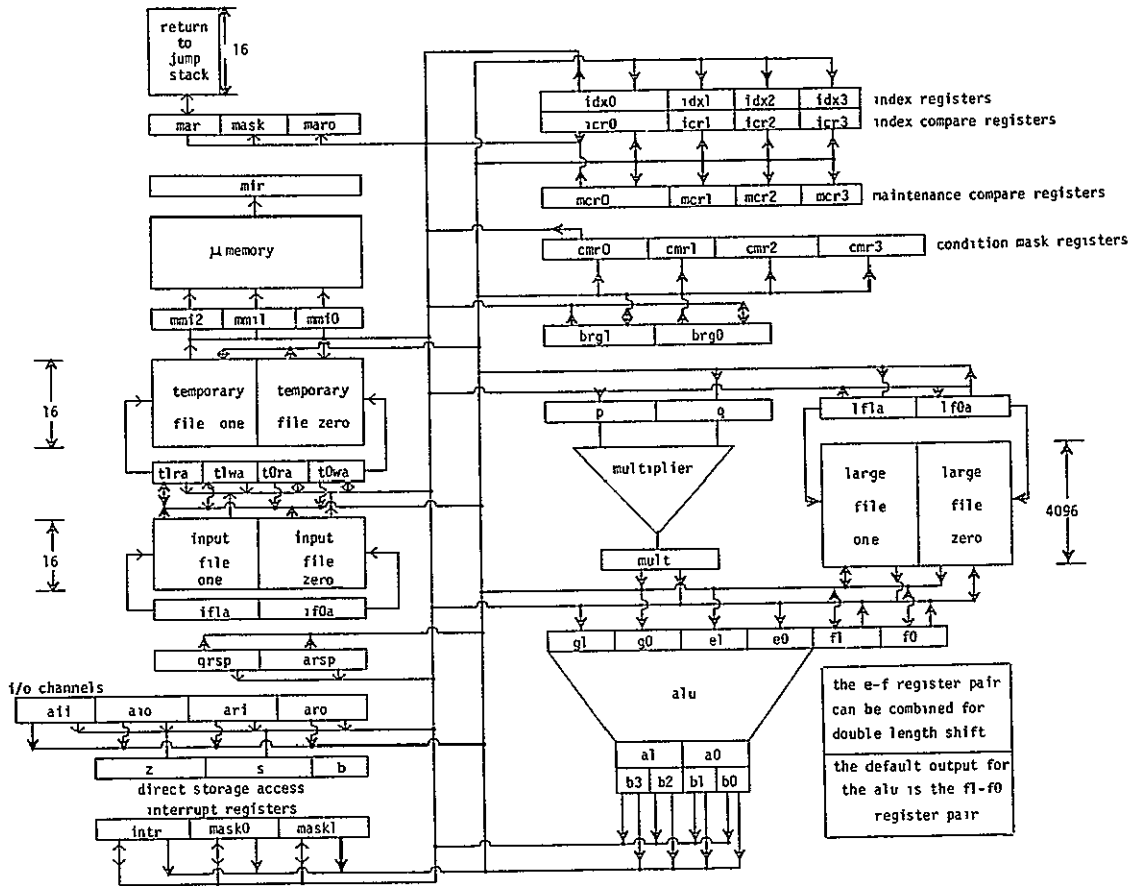 return
to
jump
stack
16
mar mask maro
mir
μ memory
mmi2 mmi1 mmi0
16
temporary
file one
temporary
file zero
t1ra t1wa t0ra t0wa
16
input
file
one
input
file
zero
if1a if0a
qrsp arsp
i/o channels
aii aio ari aro
z s b
direct storage access
interrupt registers
intr mask0 mask1
idx0 idx1 idx2 idx3 index registers
icr0 icr1 icr2 icr3 index compare registers
mcr0 mcr1 mcr2 mcr3 maintenance compare registers
cmr0 cmr1 cmr2 cmr3 condition mask registers
brg1 brg0
p q
multiplier
mult
lf1a lf0a
large
file
one
large
file
zero
4096
g1 g0 e1 e0 f1 f0
alu
a1 a0
b3 b2 b1 b0
the e-f register pair
can be combined for
double length shift
the default output for
the alu is the f1-f0
register pair